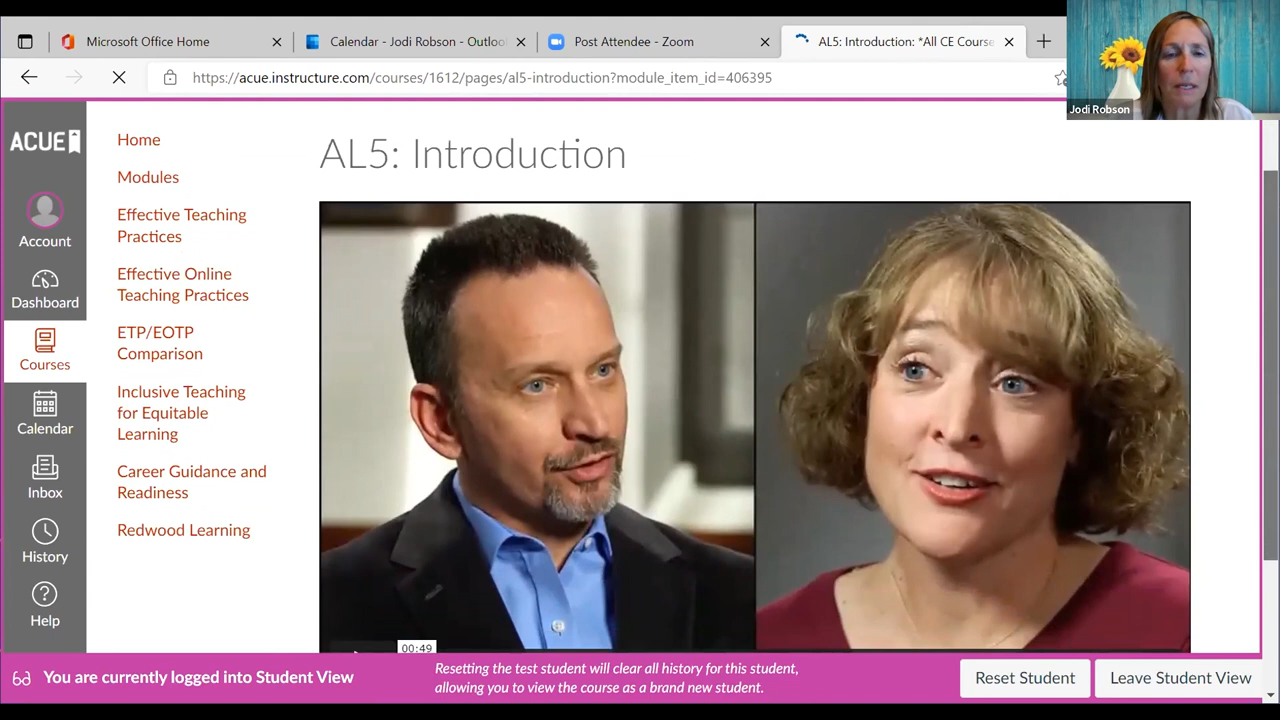 Microsoft Office Home
Calendar - Jodi Robson - Outloo
Post Attendee - Zoom
AL5: Introduction: *All CE Course
https://acue.instructure.com/courses/1612/pages/al5-introduction?module_item_id=406395
Jodi Robson
ACUE
Account
Dashboard
Courses
Calendar
Inbox
History
Help
Home
Modules
Effective Teaching
Practices
Effective Online
Teaching Practices
ETP/EOTP
Comparison
Inclusive Teaching
for Equitable
Learning
Career Guidance and
Readiness
Redwood Learning
AL5: Introduction
00:49
You are currently logged into Student View
Resetting the test student will clear all history for this student,
allowing you to view the course as a brand new student.
Reset Student
Leave Student View